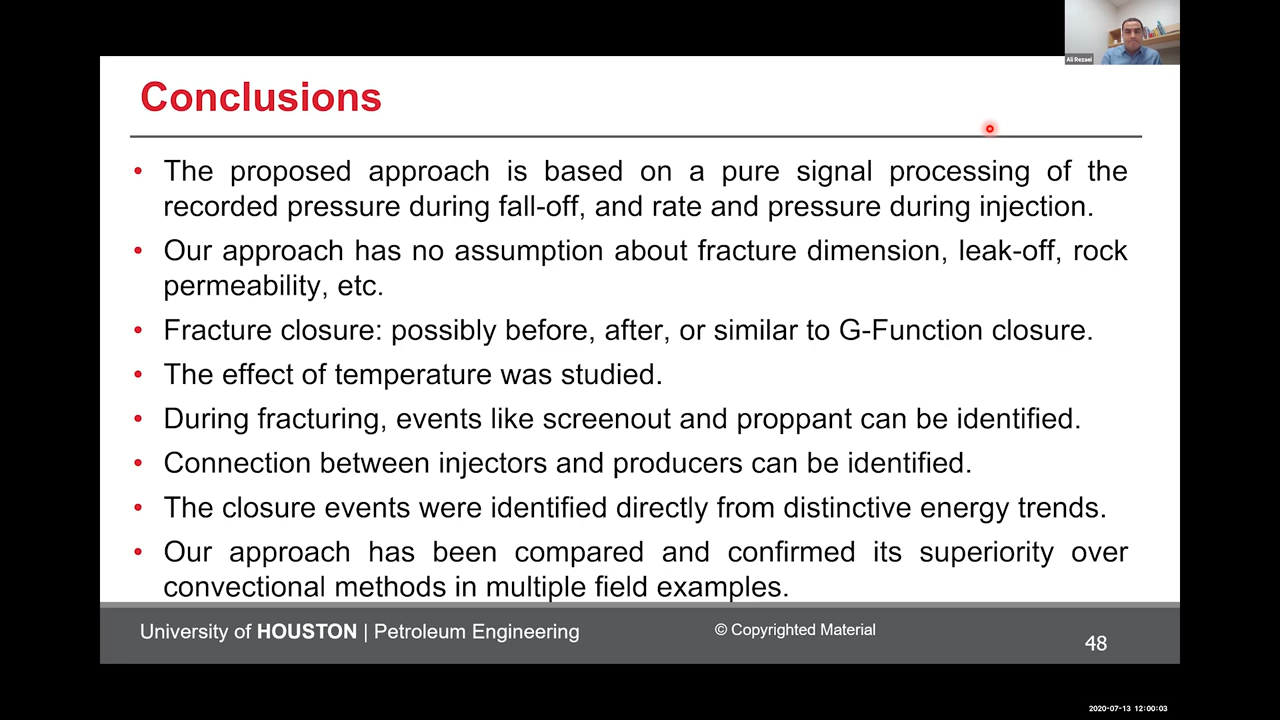 Ali Rezaei
Conclusions
• The proposed approach is based on a pure signal processing of the
recorded pressure during fall-off, and rate and pressure during injection.
• Our approach has no assumption about fracture dimension, leak-off, rock
permeability, etc.
• Fracture closure: possibly before, after, or similar to G-Function closure.
• The effect of temperature was studied.
• During fracturing, events like screenout and proppant can be identified.
• Connection between injectors and producers can be identified.
• The closure events were identified directly from distinctive energy trends.
• Our approach has been compared and confirmed its superiority over
convectional methods in multiple field examples.
University of HOUSTON | Petroleum Engineering
© Copyrighted Material
48
2020-07-13 12:00:03